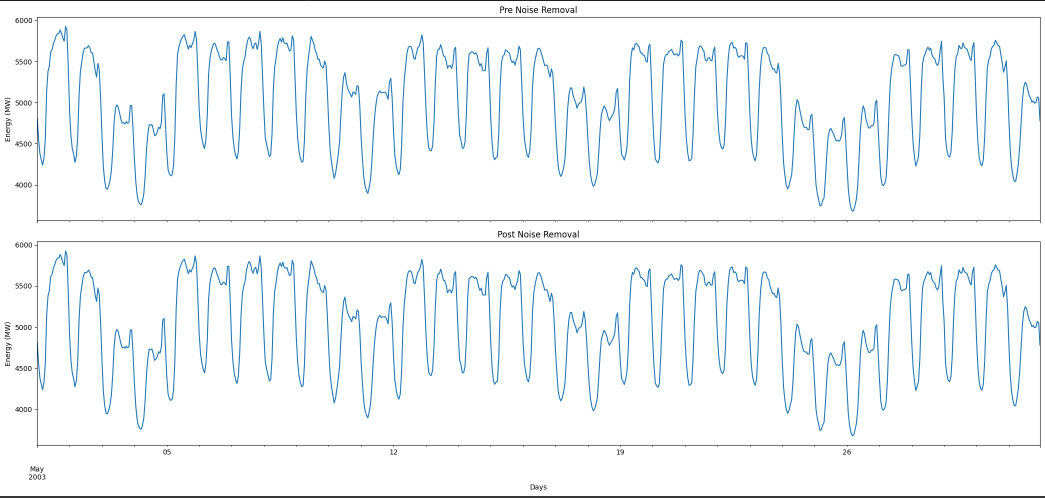 Pre Noise Removal
6000
5500
5000
4500
4000
Energy (MW)
Post Noise Removal
6000
5500
5000
4500
4000
Energy (MW)
05
12
19
26
May
2003
Days